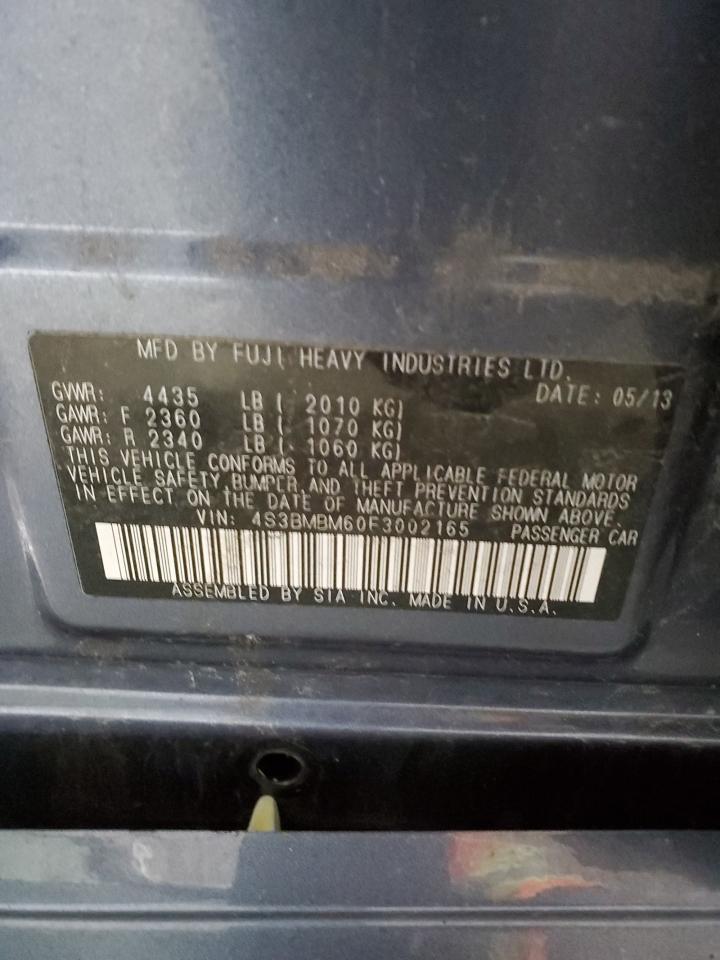 MFD BY FUJI HEAVY INDUSTRIES LTD.
DATE: 05/13
GVWR: 4435 LB ( 2010 KG)
GAWR: F 2360 LB ( 1070 KG)
GAWR: R 2340 LB ( 1060 KG)
THIS VEHICLE CONFORMS TO ALL APPLICABLE FEDERAL MOTOR
VEHICLE SAFETY, BUMPER AND THEFT PREVENTION STANDARDS
IN EFFECT ON THE DATE OF MANUFACTURE SHOWN ABOVE.
VIN: 4S3BMBM60F3002165 PASSENGER CAR
ASSEMBLED BY SIA INC. MADE IN U.S.A.